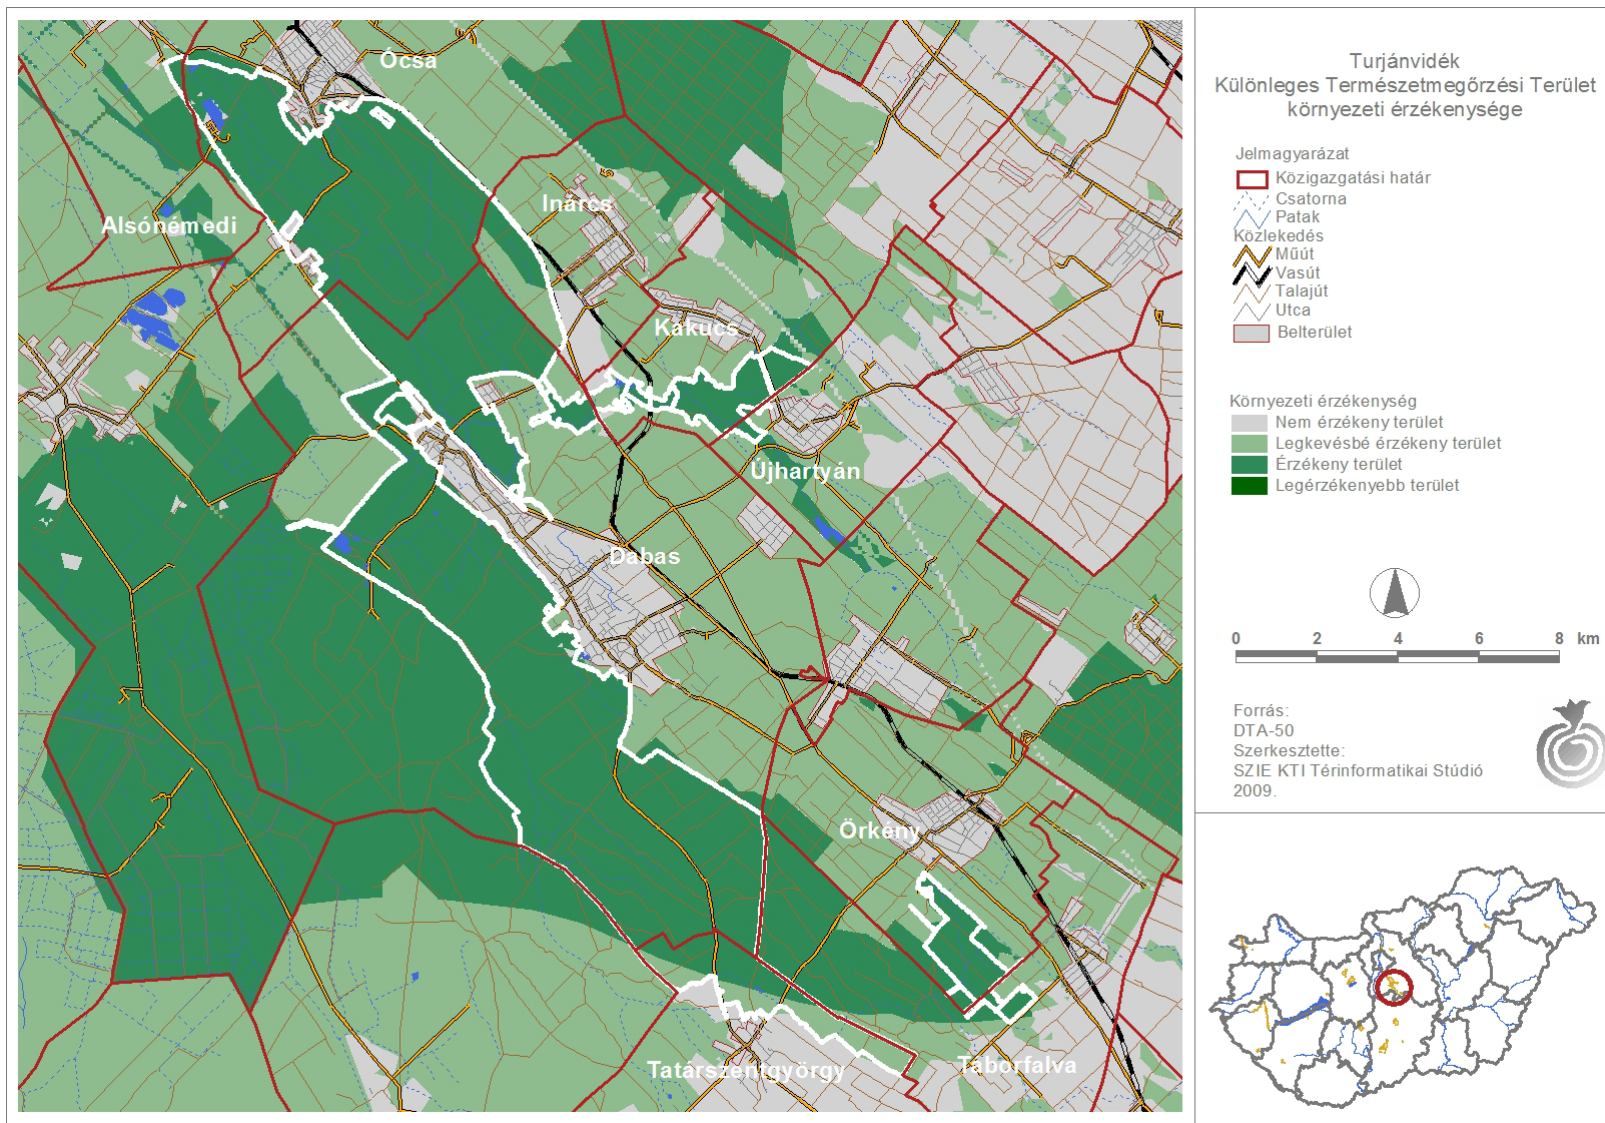 Turjánvidék
Különleges Természetmegőrzési Terület
környezeti érzékenysége
Jelmagyarázat
Közigazgatási határ
Csatorna
Patak
Közlekedés
Műút
Vasút
Talajút
Utca
Belterület
Környezeti érzékenység
Nem érzékeny terület
Legkevésbé érzékeny terület
Érzékeny terület
Legérzékenyebb terület
0 2 4 6 8 km
Forrás:
DTA-50
Szerkesztette:
SZIE KTI Térinformatikai Stúdió
2009.
Ócsa
Alsónémedi
Inárcs
Kakucs
Újhartyán
Dabas
Örkény
Tatárszentgyörgy
Táborfalva